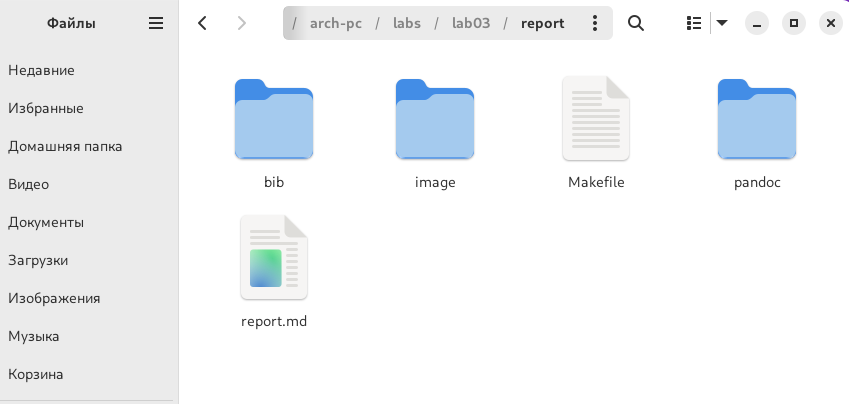 Файлы
/ arch-pc / labs / lab03 / report
Недавние
Избранные
Домашняя папка
Видео
Документы
Загрузки
Изображения
Музыка
Корзина
bib image Makefile pandoc
report.md